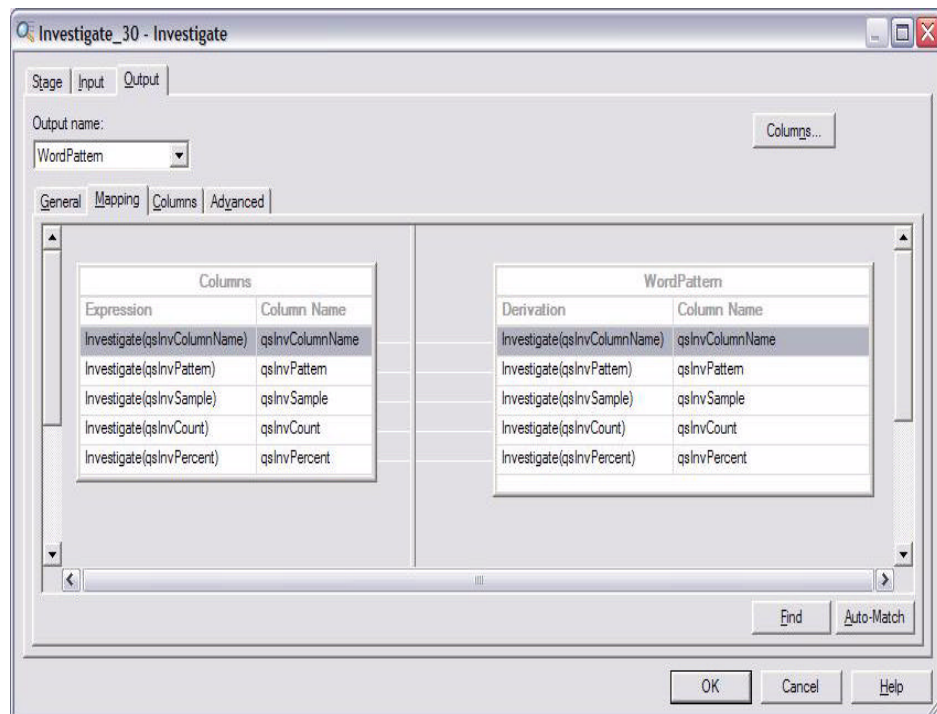 Investigate_30 - Investigate
Stage Input Output
Output name:
Columns...
WordPattern
General Mapping Columns Advanced
Columns WordPattern
Expression Column Name Derivation Column Name
Investigate(qsInvColumnName) qsInvColumnName Investigate(qsInvColumnName) qsInvColumnName
Investigate(qsInvPattern) qsInvPattern Investigate(qsInvPattern) qsInvPattern
Investigate(qsInvSample) qsInvSample Investigate(qsInvSample) qsInvSample
Investigate(qsInvCount) qsInvCount Investigate(qsInvCount) qsInvCount
Investigate(qsInvPercent) qsInvPercent Investigate(qsInvPercent) qsInvPercent
Find Auto-Match
OK Cancel Help